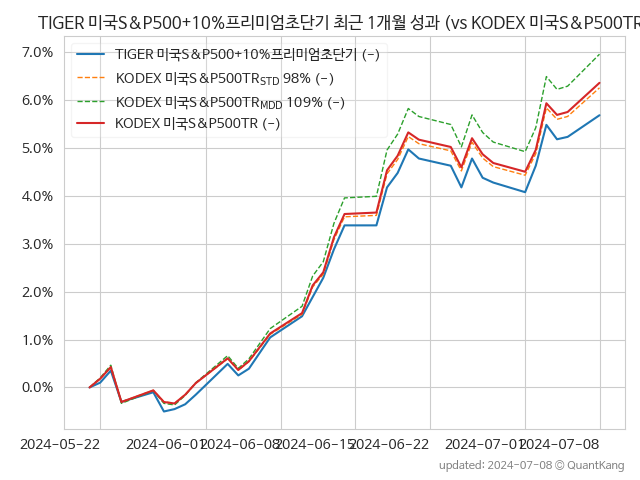 TIGER 미국S&P500+10%프리미엄초단기 최근 1개월 성과 (vs KODEX 미국S&P500TR
7.0%
6.0%
5.0%
4.0%
3.0%
2.0%
1.0%
0.0%
TIGER 미국S&P500+10%프리미엄초단기 (-)
KODEX 미국S&P500TR STD 98% (-)
KODEX 미국S&P500TR MDD 109% (-)
KODEX 미국S&P500TR (-)
2024-05-22 2024-06-01 2024-06-08 2024-06-15 2024-06-22 2024-07-01 2024-07-08
updated: 2024-07-08 © QuantKang